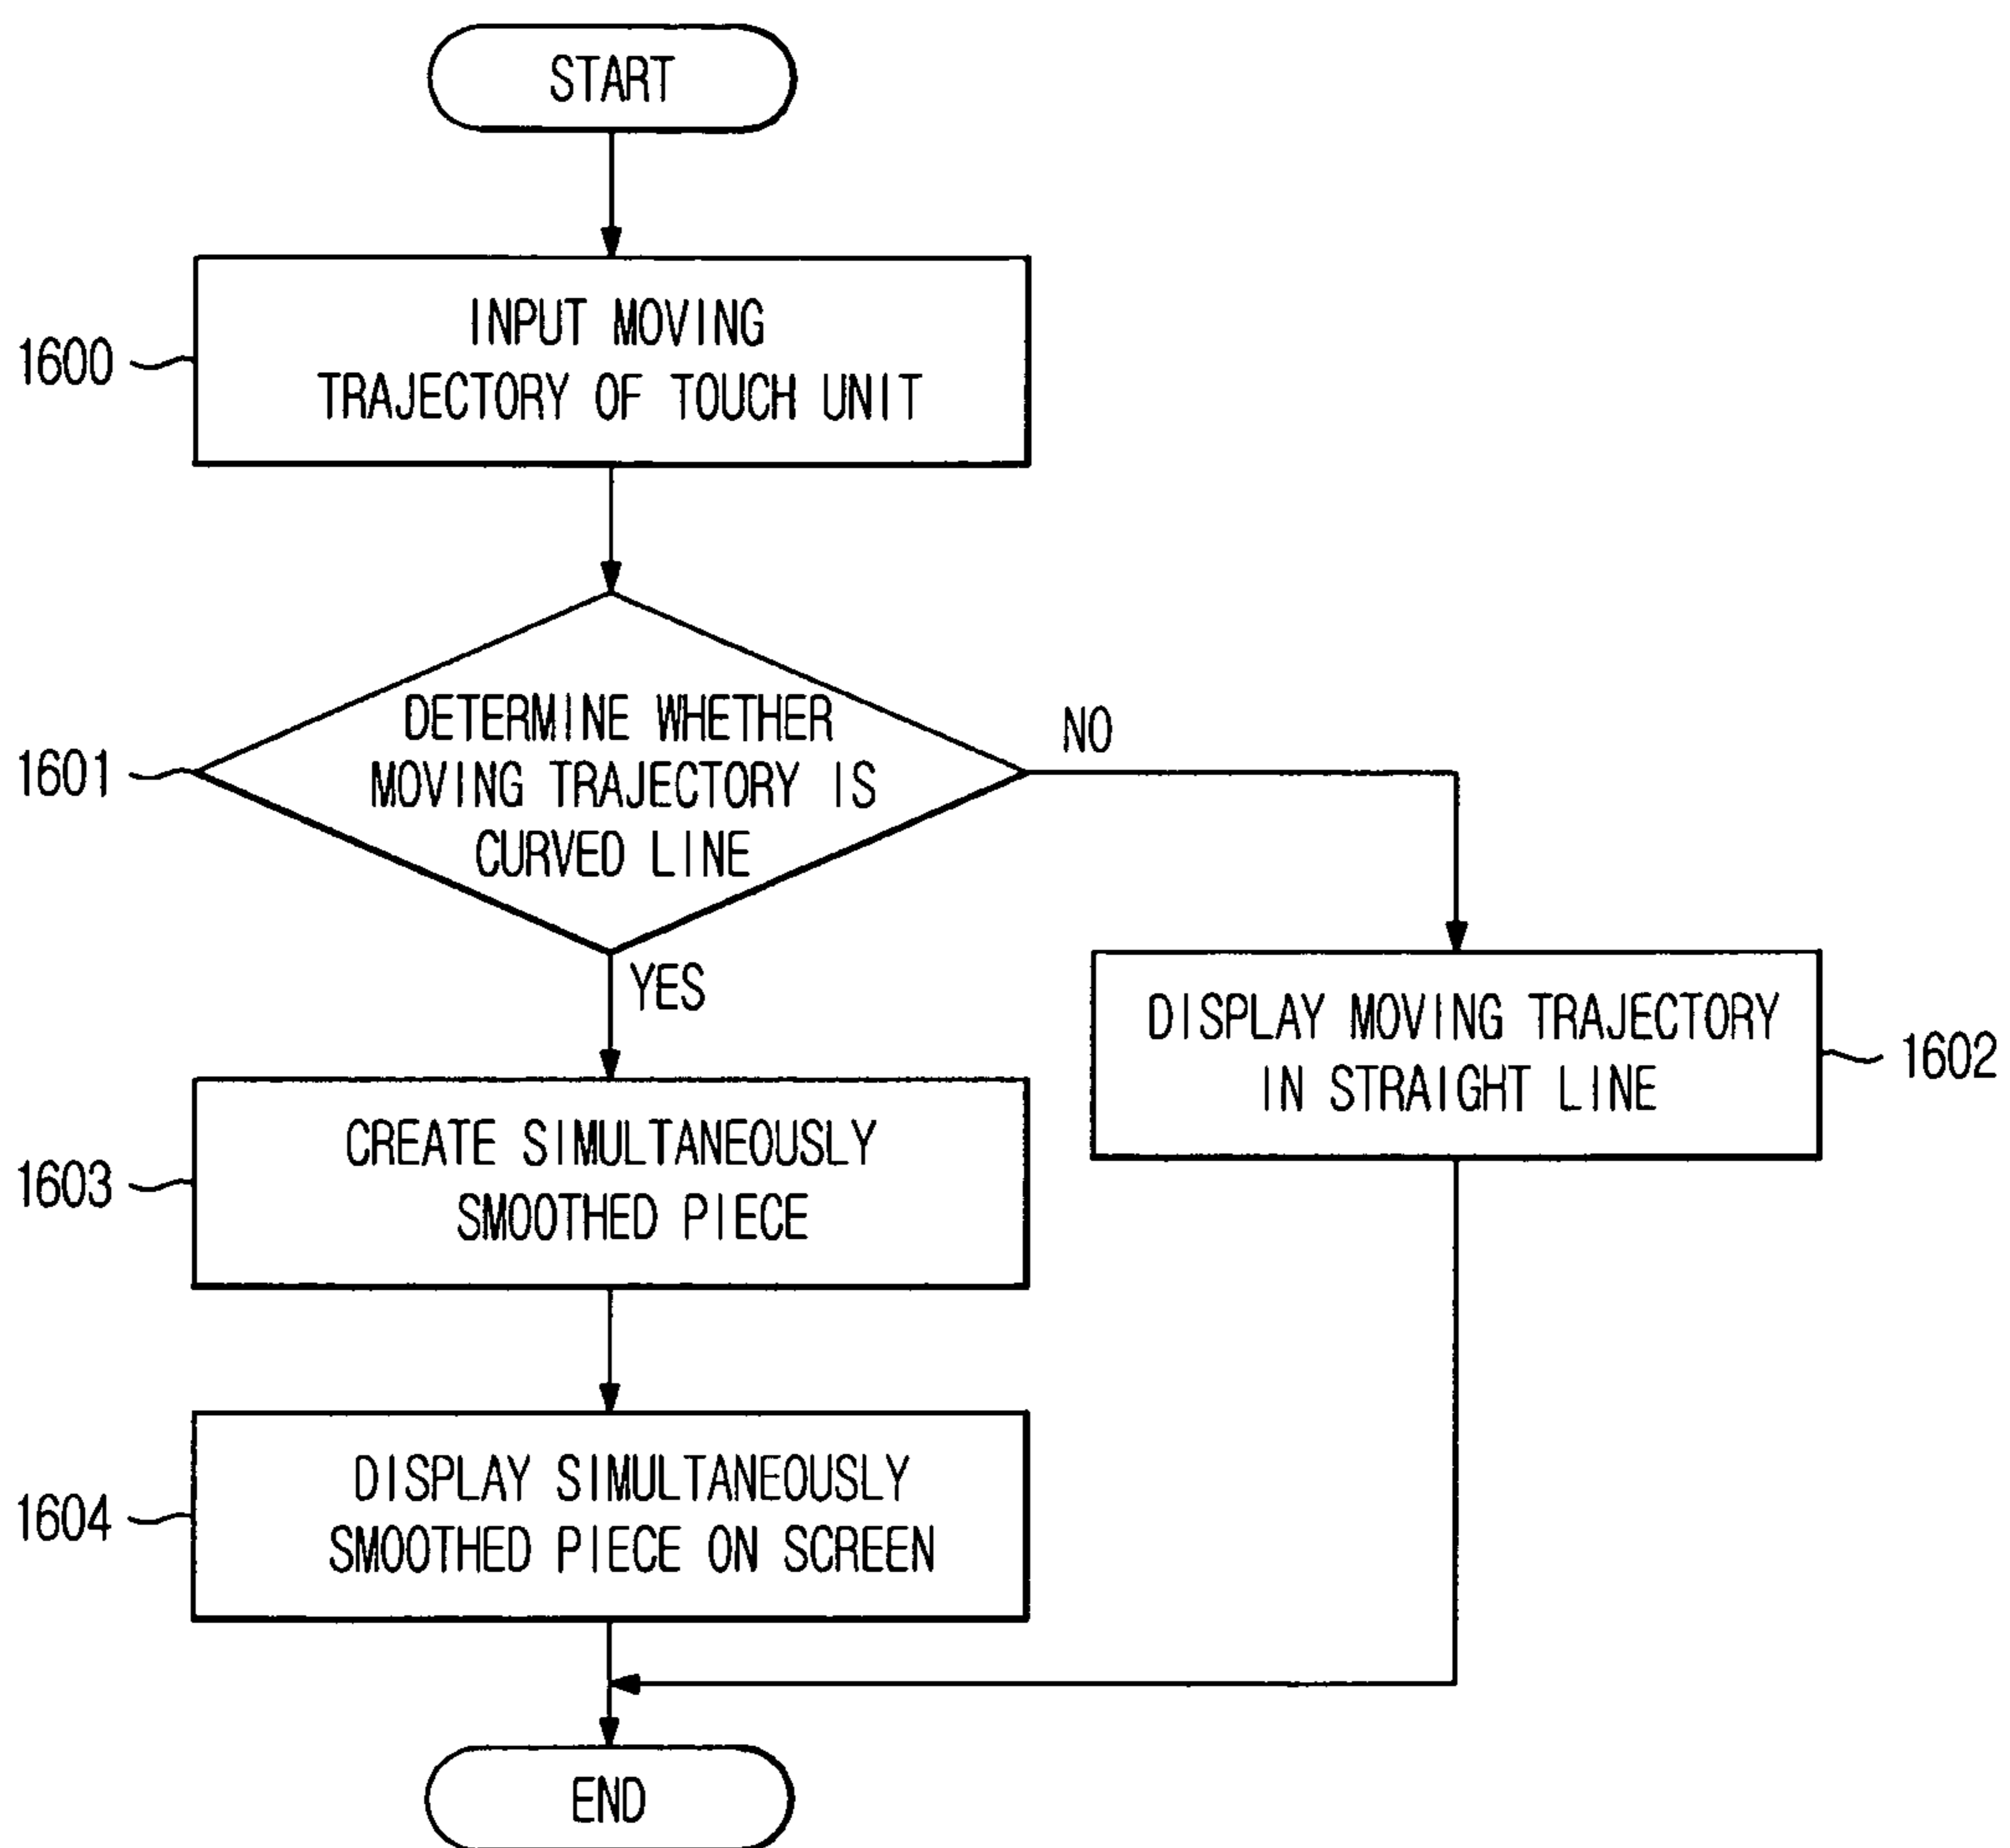 START
INPUT MOVING
TRAJECTORY OF TOUCH UNIT
1600
DETERMINE WHETHER
MOVING TRAJECTORY IS
CURVED LINE
1601
NO
YES
DISPLAY MOVING TRAJECTORY
IN STRAIGHT LINE
1602
CREATE SIMULTANEOUSLY
SMOOTHED PIECE
1603
DISPLAY SIMULTANEOUSLY
SMOOTHED PIECE ON SCREEN
1604
END